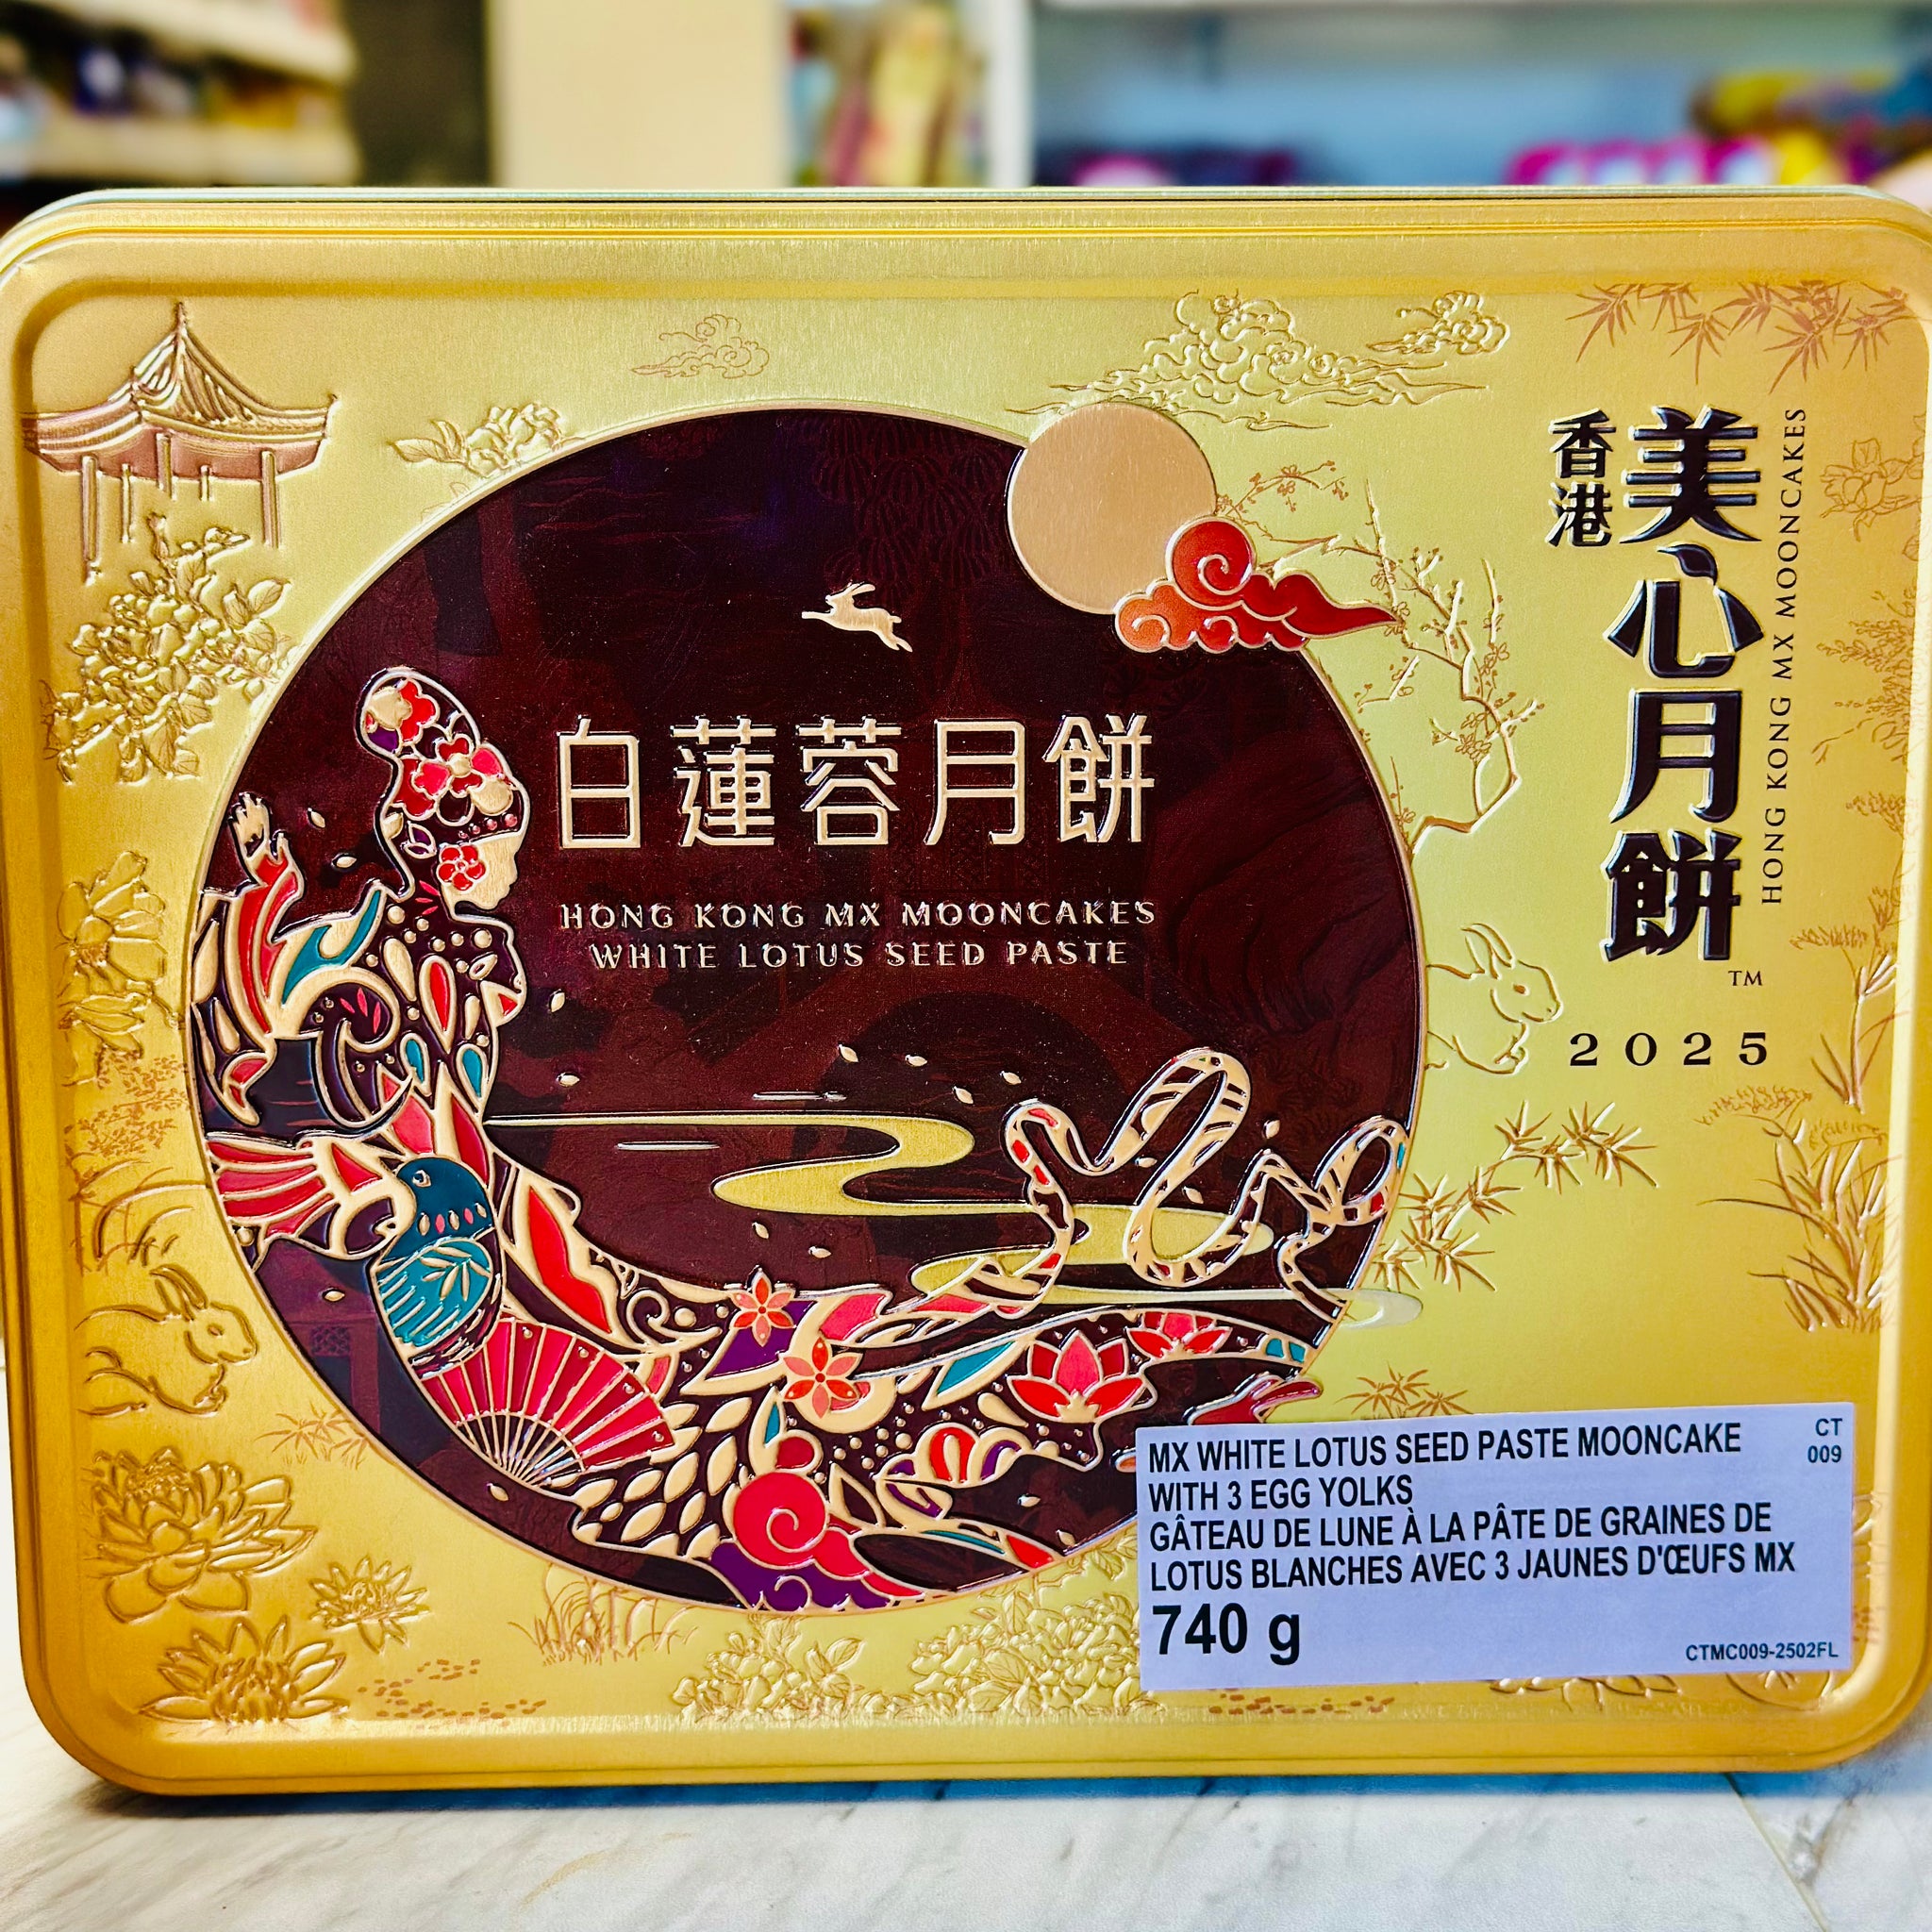 白蓮蓉月餅
HONG KONG MX MOONCAKES
WHITE LOTUS SEED PASTE
香港
美心月餅
HONG KONG MX MOONCAKES
TM
2025
MX WHITE LOTUS SEED PASTE MOONCAKE
WITH 3 EGG YOLKS
GÂTEAU DE LUNE À LA PÂTE DE GRAINES DE
LOTUS BLANCHES AVEC 3 JAUNES D'ŒUFS MX
740 g
CT
009
CTMC009-2502FL